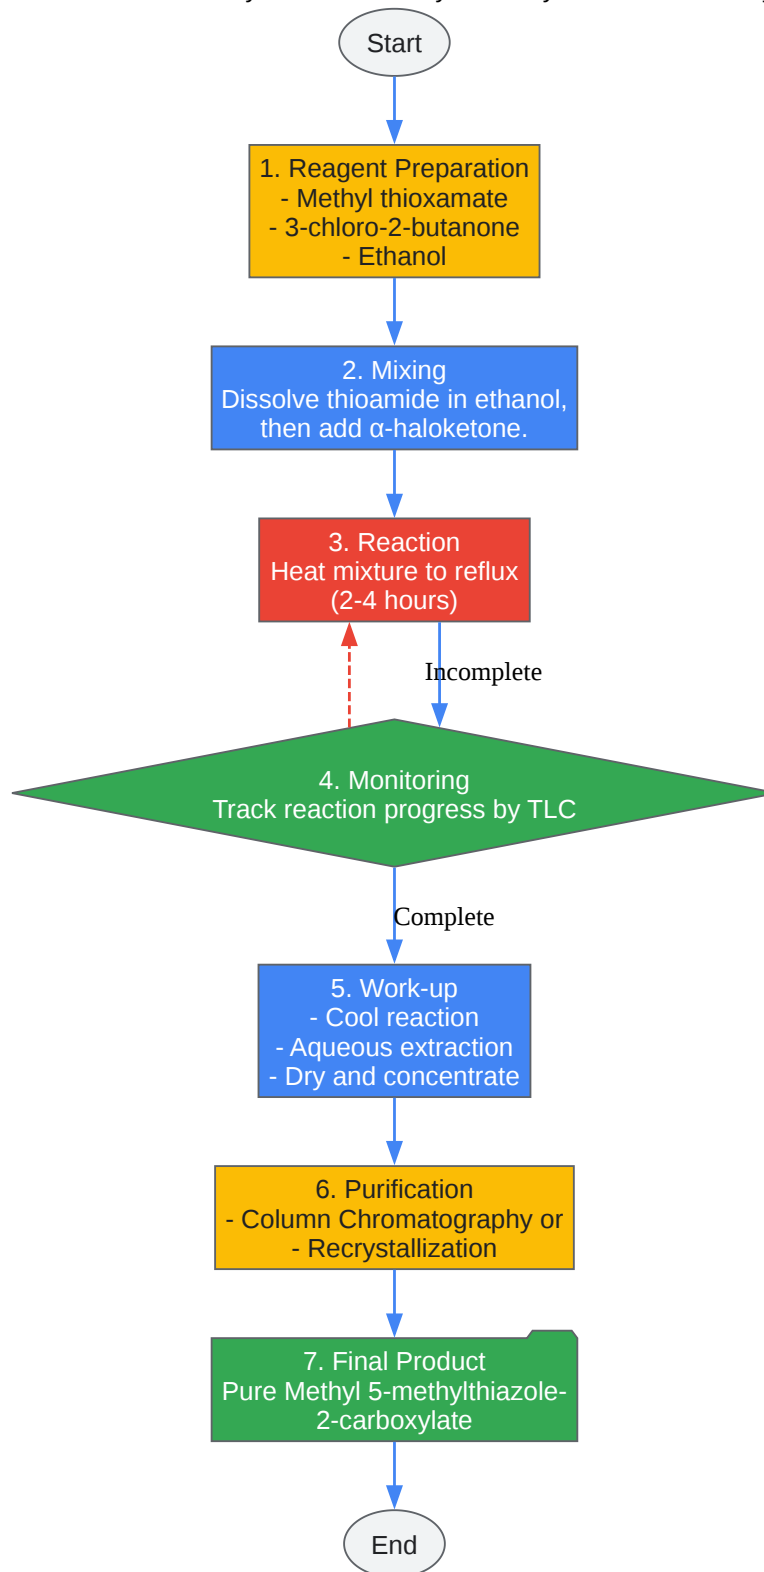 Start
1. Reagent Preparation
- Methyl thioxamate
- 3-chloro-2-butanone
- Ethanol
2. Mixing
Dissolve thioamide in ethanol,
then add α-haloketone.
3. Reaction
Heat mixture to reflux
(2-4 hours)
Incomplete
4. Monitoring
Track reaction progress by TLC
Complete
5. Work-up
- Cool reaction
- Aqueous extraction
- Dry and concentrate
6. Purification
- Column Chromatography or
- Recrystallization
7. Final Product
Pure Methyl 5-methylthiazole-
2-carboxylate
End